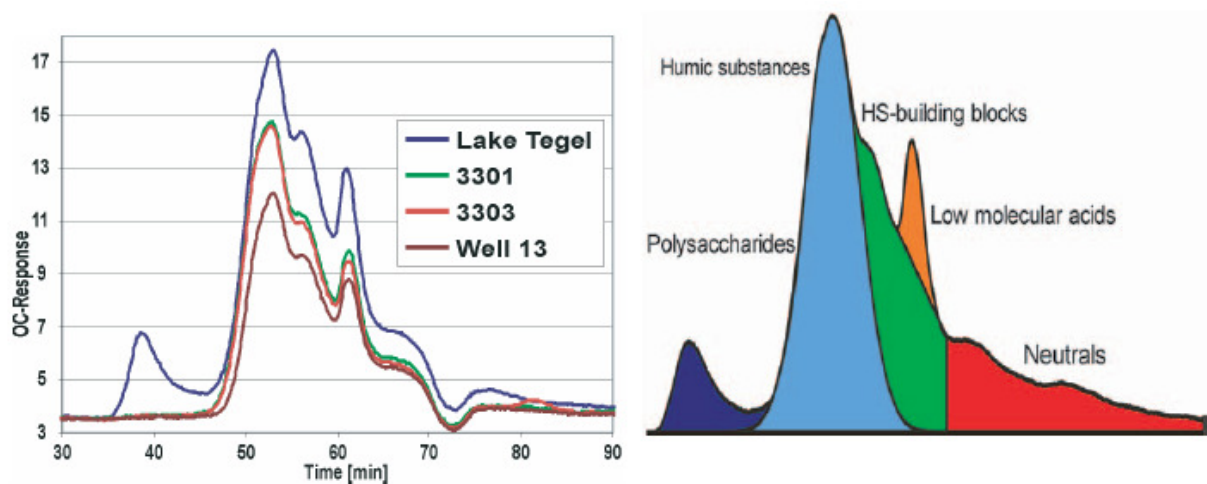 17
15
13
11
9
7
5
3
OC-Response
30 40 50 60 70 80 90
Time [min]
Lake Tegel
3301
3303
Well 13
Humic substances
HS-building blocks
Low molecular acids
Polysaccharides
Neutrals